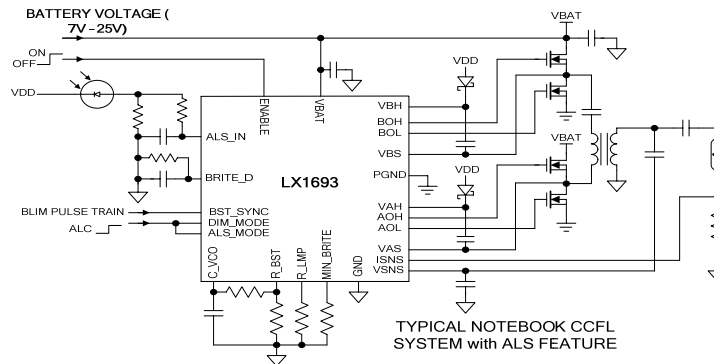 BATTERY VOLTAGE (
7V-25V)
ON
OFF
VDD
ENABLE
VBAT
ALS_IN
BRITE_D
LX1693
BLIM PULSE TRAIN
ALC
BST_SYNC
DIM_MODE
ALS_MODE
C_VCO
R_BST
R_LMP
MIN_BRITE
GND
VBH
BOH
BOL
VBS
PGND
VAH
AOH
AOL
VAS
ISNS
VSNS
VDD
VBAT
VBAT
VDD
TYPICAL NOTEBOOK CCFL
SYSTEM with ALS FEATURE